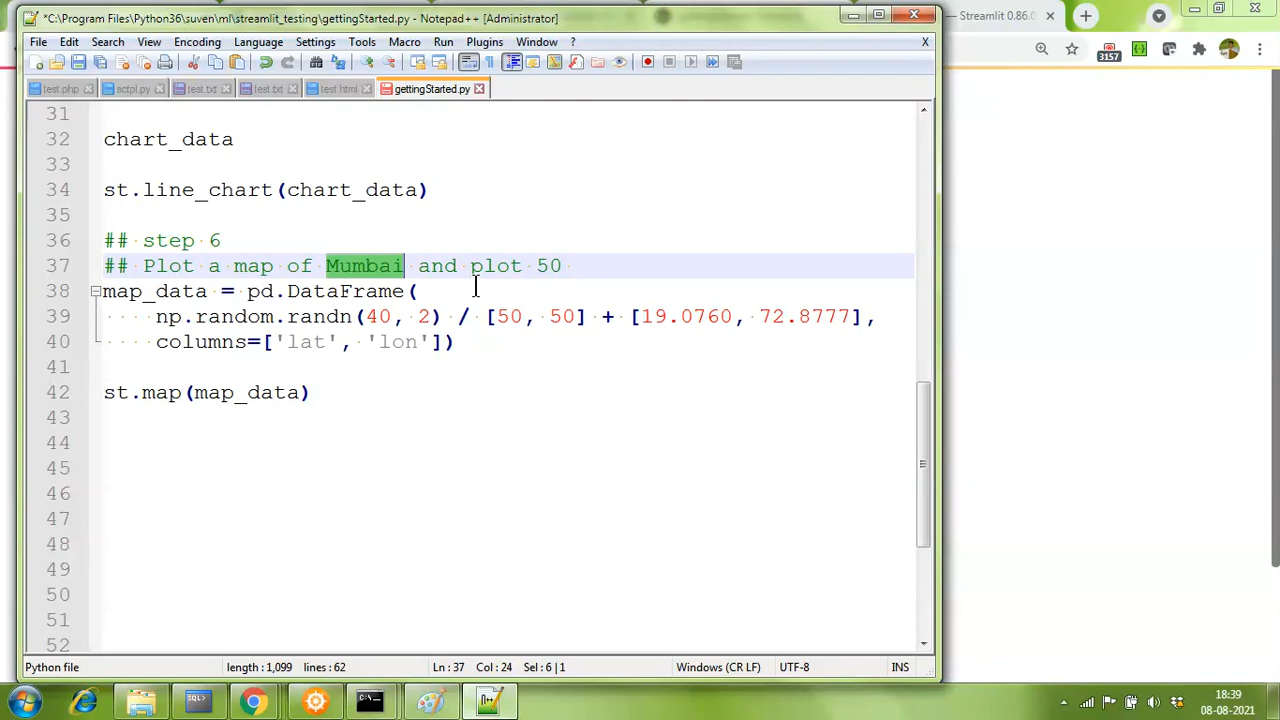 *C:\Program Files\Python36\suven\ml\streamlit_testing\gettingStarted.py - Notepad++ [Administrator]
— Streamlit 0.86.0
File Edit Search View Encoding Language Settings Tools Macro Run Plugins Window ? X
3157
test.php sctpl.py test.txt test.txt test html gettingStarted.py
31
32 chart_data
33
34 st.line_chart(chart_data)
35
36 ## step 6
37 ## Plot a map of Mumbai and plot 50
38 map_data = pd.DataFrame(
39 np.random.randn(40, 2) / [50, 50] + [19.0760, 72.8777],
40 columns=['lat', 'lon'])
41
42 st.map(map_data)
43
44
45
46
47
48
49
50
51
52
Python file length : 1,099 lines : 62 Ln : 37 Col : 24 Sel : 6 | 1 Windows (CR LF) UTF-8 INS
18:39
08-08-2021